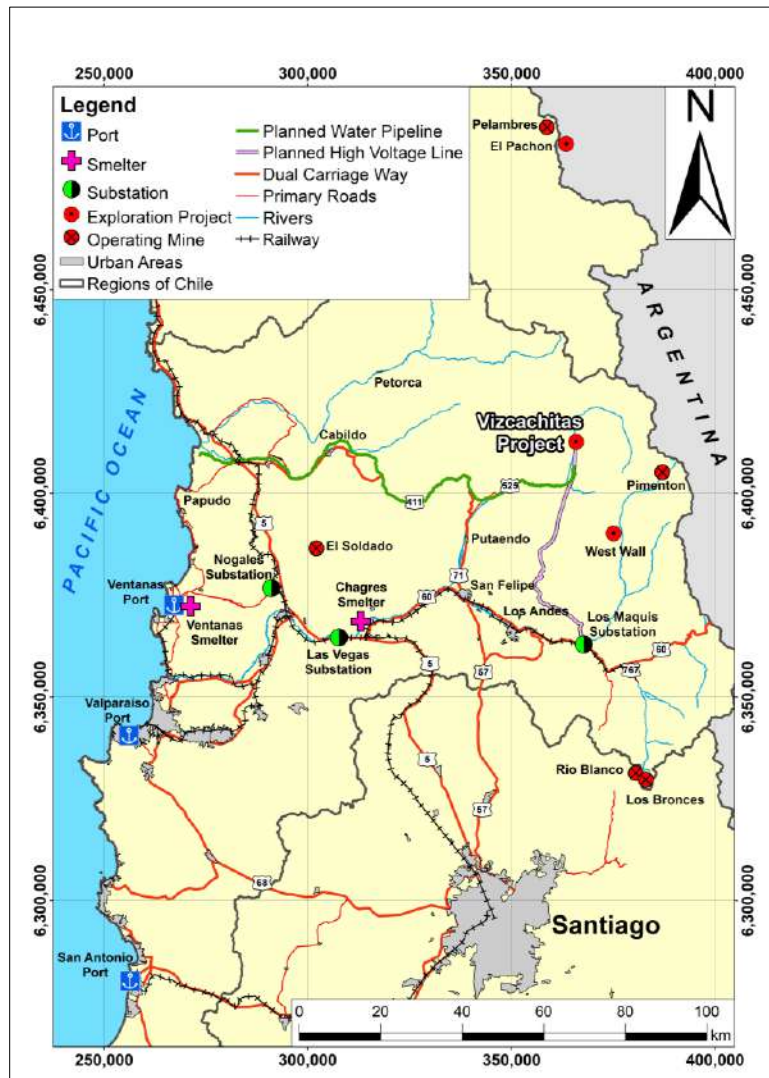 250,000
300,000
350,000
400,000
N
Legend
Port
Smelter
Substation
Exploration Project
Operating Mine
Urban Areas
Regions of Chile
Planned Water Pipeline
Planned High Voltage Line
Dual Carriage Way
Primary Roads
Rivers
Railway
Pelambres
El Pachon
6,450,000
6,450,000
ARGENTINA
PACIFIC OCEAN
Petorca
Cabildo
Vizcachitas
Project
Pimenton
525
411
6,400,000
6,400,000
Papudo
5
El Soldado
Putaendo
West Wall
Nogales
Substation
Ventanas
Port
Ventanas
Smelter
Chagres
Smelter
71
San Felipe
60
Los Andes
Los Maquis
Substation
60
Las Vegas
Substation
5
57
767
6,350,000
6,350,000
Valparaiso
Port
Rio Blanco
Los Bronces
5
57
68
6,300,000
6,300,000
Santiago
San Antonio
Port
0
20
40
60
80
100
km
250,000
300,000
350,000
400,000